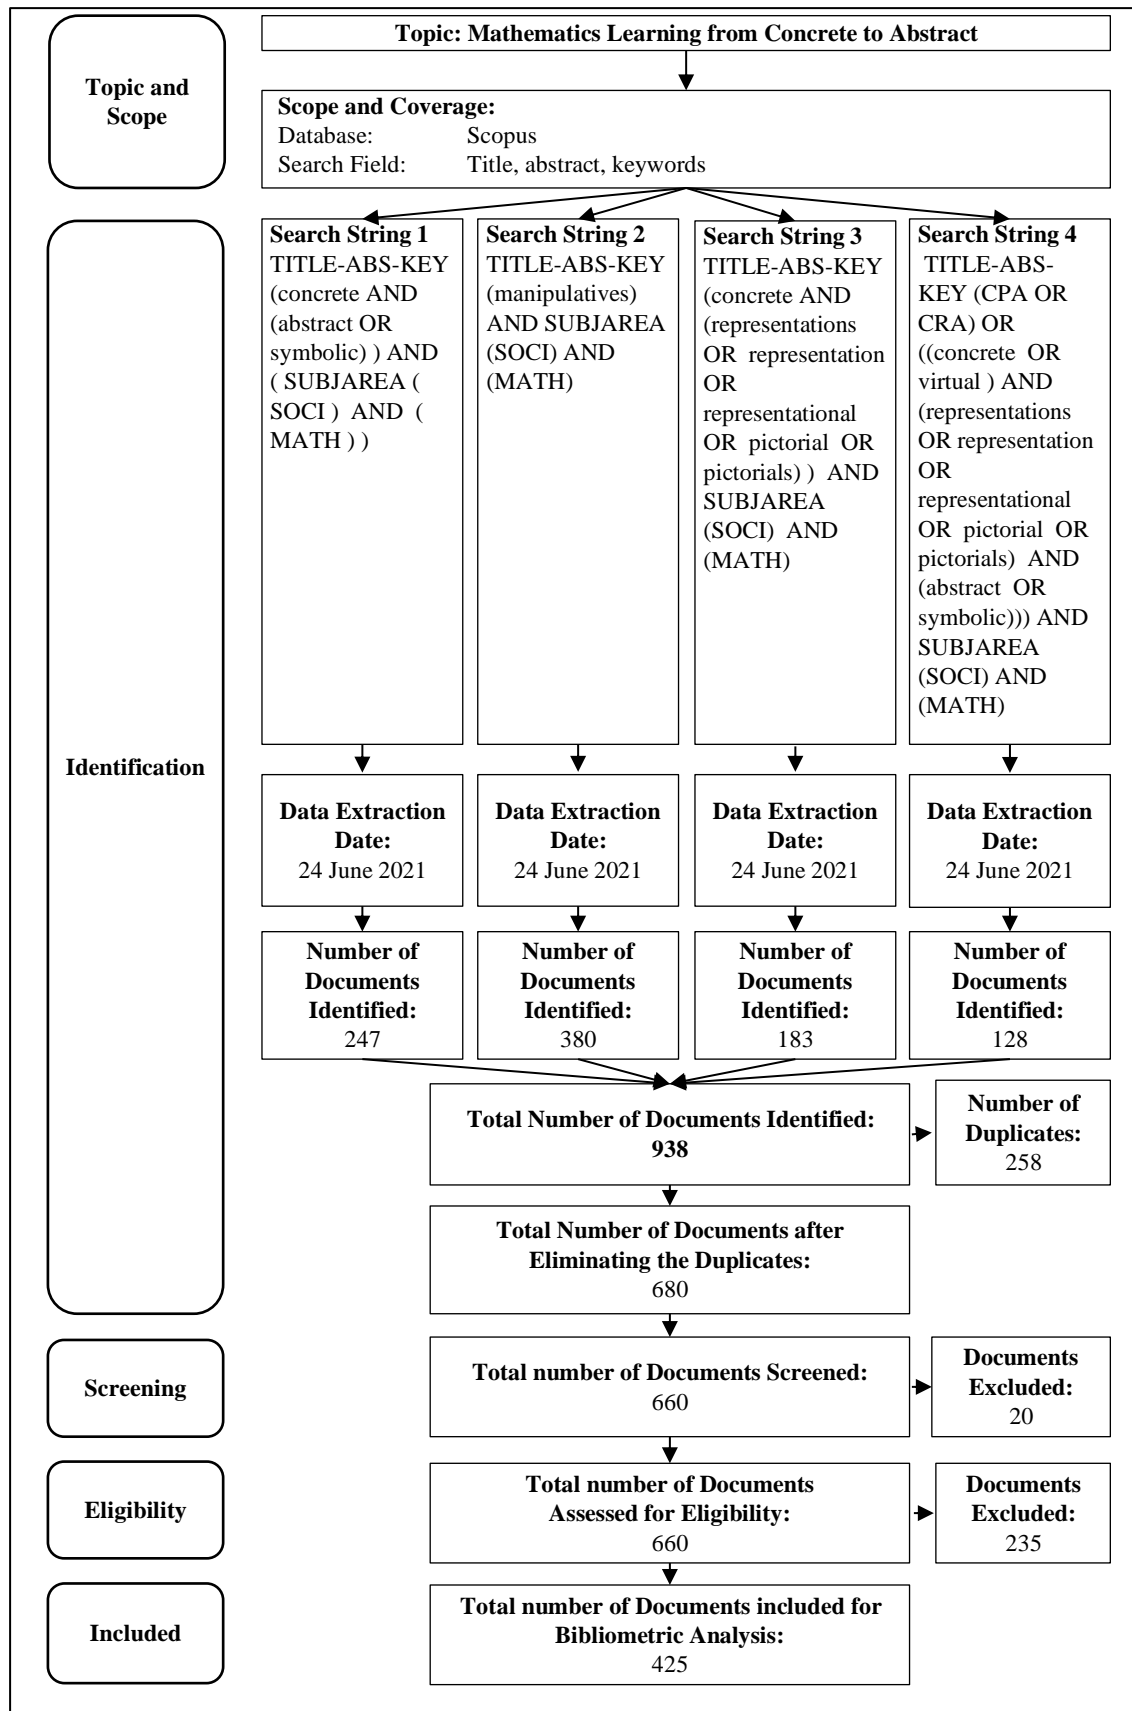 Topic: Mathematics Learning from Concrete to Abstract
Topic and
Scope
Scope and Coverage:
Database: Scopus
Search Field: Title, abstract, keywords
Identification
Search String 1
TITLE-ABS-KEY
(concrete AND
(abstract OR
symbolic) ) AND
( SUBJAREA (
SOCI ) AND (
MATH ) )
Search String 2
TITLE-ABS-KEY
(manipulatives)
AND SUBJAREA
(SOCI) AND
(MATH)
Search String 3
TITLE-ABS-KEY
(concrete AND
(representations
OR representation
OR
representational
OR pictorial OR
pictorials) ) AND
SUBJAREA
(SOCI) AND
(MATH)
Search String 4
TITLE-ABS-
KEY (CPA OR
CRA) OR
((concrete OR
virtual ) AND
(representations
OR representation
OR
representational
OR pictorial OR
pictorials) AND
(abstract OR
symbolic))) AND
SUBJAREA
(SOCI) AND
(MATH)
Data Extraction
Date:
24 June 2021
Data Extraction
Date:
24 June 2021
Data Extraction
Date:
24 June 2021
Data Extraction
Date:
24 June 2021
Number of
Documents
Identified:
247
Number of
Documents
Identified:
380
Number of
Documents
Identified:
183
Number of
Documents
Identified:
128
Total Number of Documents Identified:
938
Number of
Duplicates:
258
Total Number of Documents after
Eliminating the Duplicates:
680
Screening
Total number of Documents Screened:
660
Documents
Excluded:
20
Eligibility
Total number of Documents
Assessed for Eligibility:
660
Documents
Excluded:
235
Included
Total number of Documents included for
Bibliometric Analysis:
425